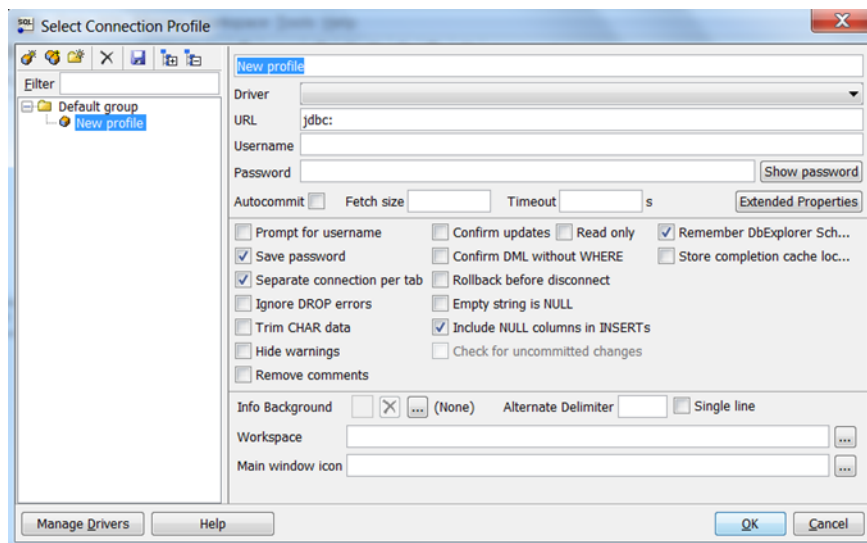 SQL Select Connection Profile
Filter
Default group
New profile
New profile
Driver
URL jdbc:
Username
Password Show password
Autocommit Fetch size Timeout s Extended Properties
Prompt for username Confirm updates Read only Remember DbExplorer Sch...
Save password Confirm DML without WHERE Store completion cache loc...
Separate connection per tab Rollback before disconnect
Ignore DROP errors Empty string is NULL
Trim CHAR data Include NULL columns in INSERTs
Hide warnings Check for uncommitted changes
Remove comments
Info Background ... (None) Alternate Delimiter Single line
Workspace ...
Main window icon ...
Manage Drivers Help OK Cancel